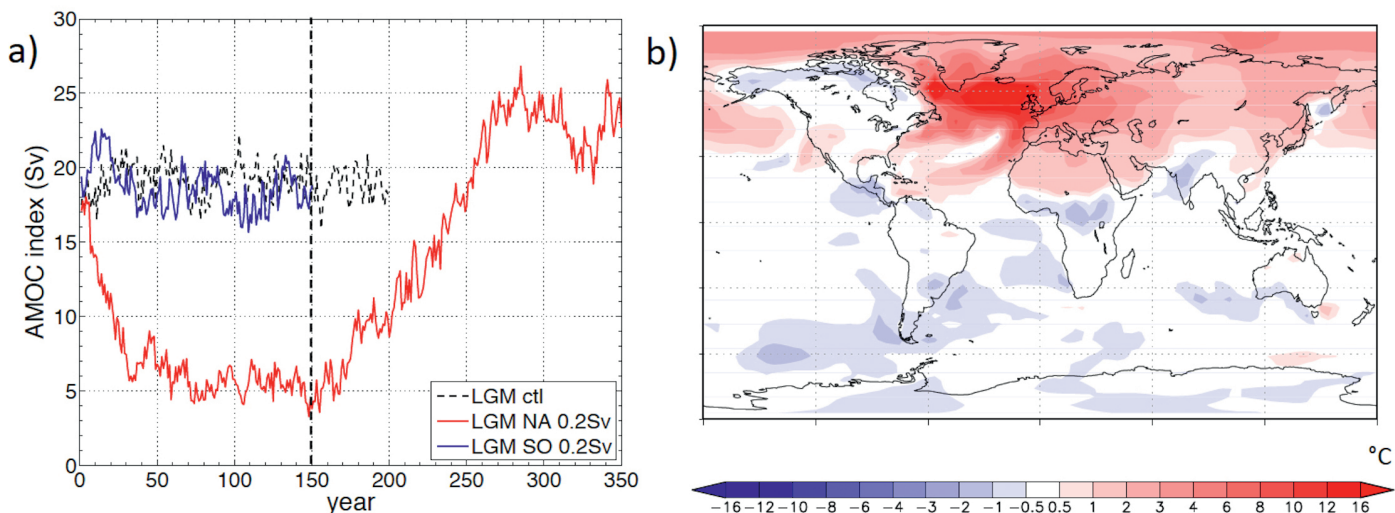 a)
AMOC index (Sv)
30
25
20
15
10
5
0
0 50 100 150 200 250 300 350
year
LGM ctl
LGM NA 0.2Sv
LGM SO 0.2Sv
b)
°C
-16 -12 -10 -8 -6 -4 -3 -2 -1 -0.5 0.5 1 2 3 4 6 8 10 12 16